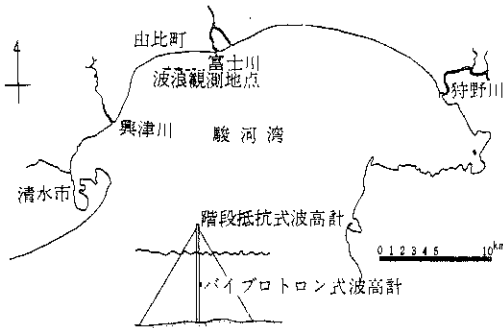 由比町
富士川
波浪観測地点
狩野川
興津川
駿河湾
清水市
階段抵抗式波高計
0 1 2 3 4 5 10km
バイブロトロン式波高計